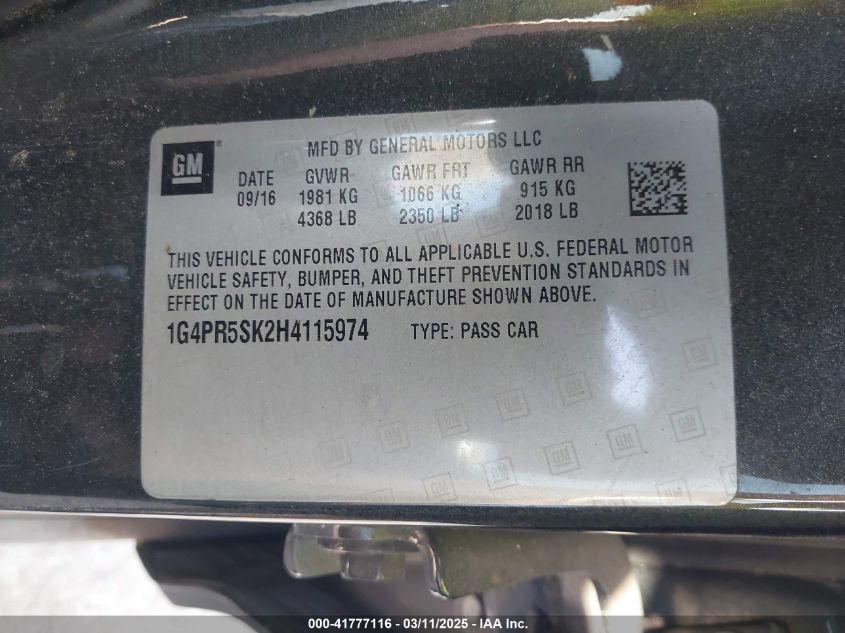 MFD BY GENERAL MOTORS LLC
GM
DATE GVWR GAWR FRT GAWR RR
09/16 1981 KG 1066 KG 915 KG
4368 LB 2350 LB 2018 LB
THIS VEHICLE CONFORMS TO ALL APPLICABLE U.S. FEDERAL MOTOR
VEHICLE SAFETY, BUMPER, AND THEFT PREVENTION STANDARDS IN
EFFECT ON THE DATE OF MANUFACTURE SHOWN ABOVE.
1G4PR5SK2H4115974 TYPE: PASS CAR
000-41777116 - 03/11/2025 - IAA Inc.